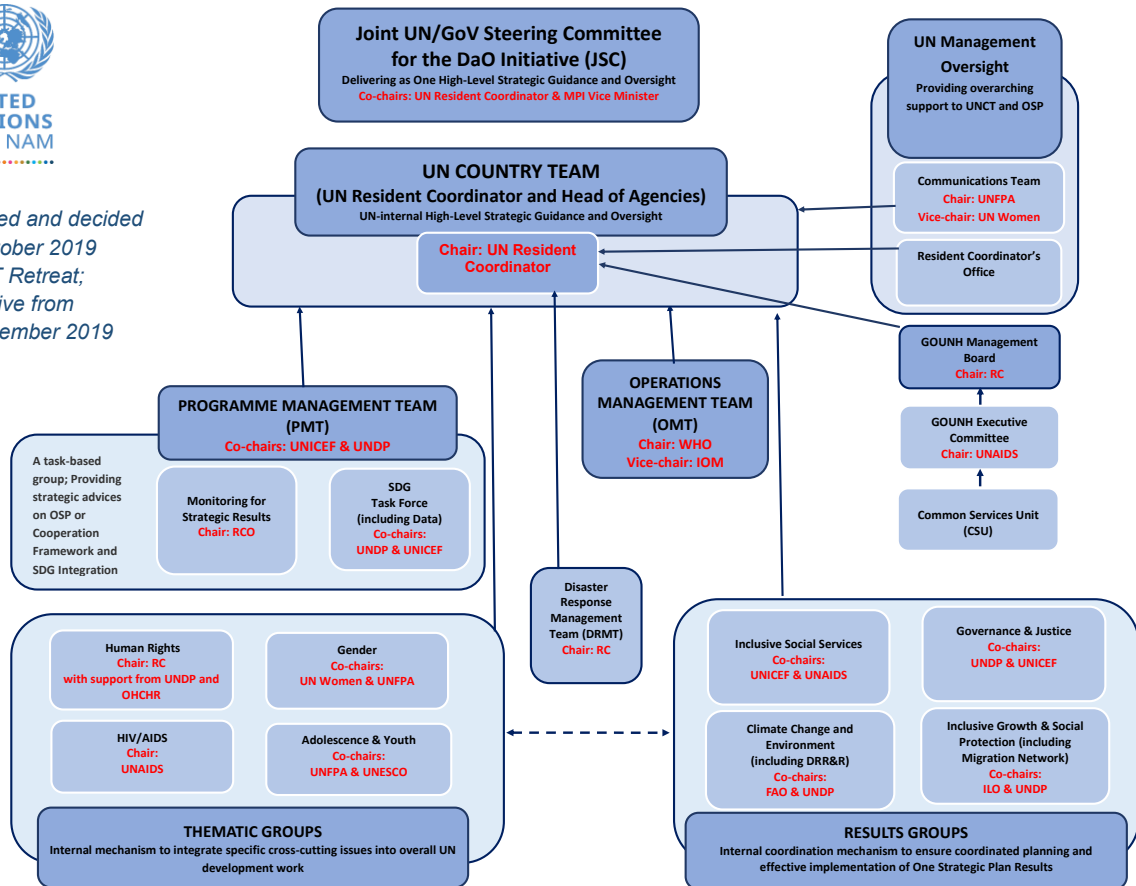 TED
IONS
NAM
ed and decided
tober 2019
T Retreat;
ive from
ember 2019
Joint UN/GoV Steering Committee
for the DaO Initiative (JSC)
Delivering as One High-Level Strategic Guidance and Oversight
Co-chairs: UN Resident Coordinator & MPI Vice Minister
UN Management
Oversight
Providing overarching
support to UNCT and OSP
Communications Team
Chair: UNFPA
Vice-chair: UN Women
Resident Coordinator's
Office
UN COUNTRY TEAM
(UN Resident Coordinator and Head of Agencies)
UN-internal High-Level Strategic Guidance and Oversight
Chair: UN Resident
Coordinator
GOUNH Management
Board
Chair: RC
GOUNH Executive
Committee
Chair: UNAIDS
Common Services Unit
(CSU)
PROGRAMME MANAGEMENT TEAM
(PMT)
Co-chairs: UNICEF & UNDP
A task-based
group; Providing
strategic advices
on OSP or
Cooperation
Framework and
SDG Integration
Monitoring for
Strategic Results
Chair: RCO
SDG
Task Force
(including Data)
Co-chairs:
UNDP & UNICEF
OPERATIONS
MANAGEMENT TEAM
(OMT)
Chair: WHO
Vice-chair: IOM
Disaster
Response
Management
Team (DRMT)
Chair: RC
Human Rights
Chair: RC
with support from UNDP and
OHCHR
Gender
Co-chairs:
UN Women & UNFPA
HIV/AIDS
Chair:
UNAIDS
Adolescence & Youth
Co-chairs:
UNFPA & UNESCO
THEMATIC GROUPS
Internal mechanism to integrate specific cross-cutting issues into overall UN
development work
Inclusive Social Services
Co-chairs:
UNICEF & UNAIDS
Governance & Justice
Co-chairs:
UNDP & UNICEF
Climate Change and
Environment
(including DRR&R)
Co-chairs:
FAO & UNDP
Inclusive Growth & Social
Protection (including
Migration Network)
Co-chairs:
ILO & UNDP
RESULTS GROUPS
Internal coordination mechanism to ensure coordinated planning and
effective implementation of One Strategic Plan Results